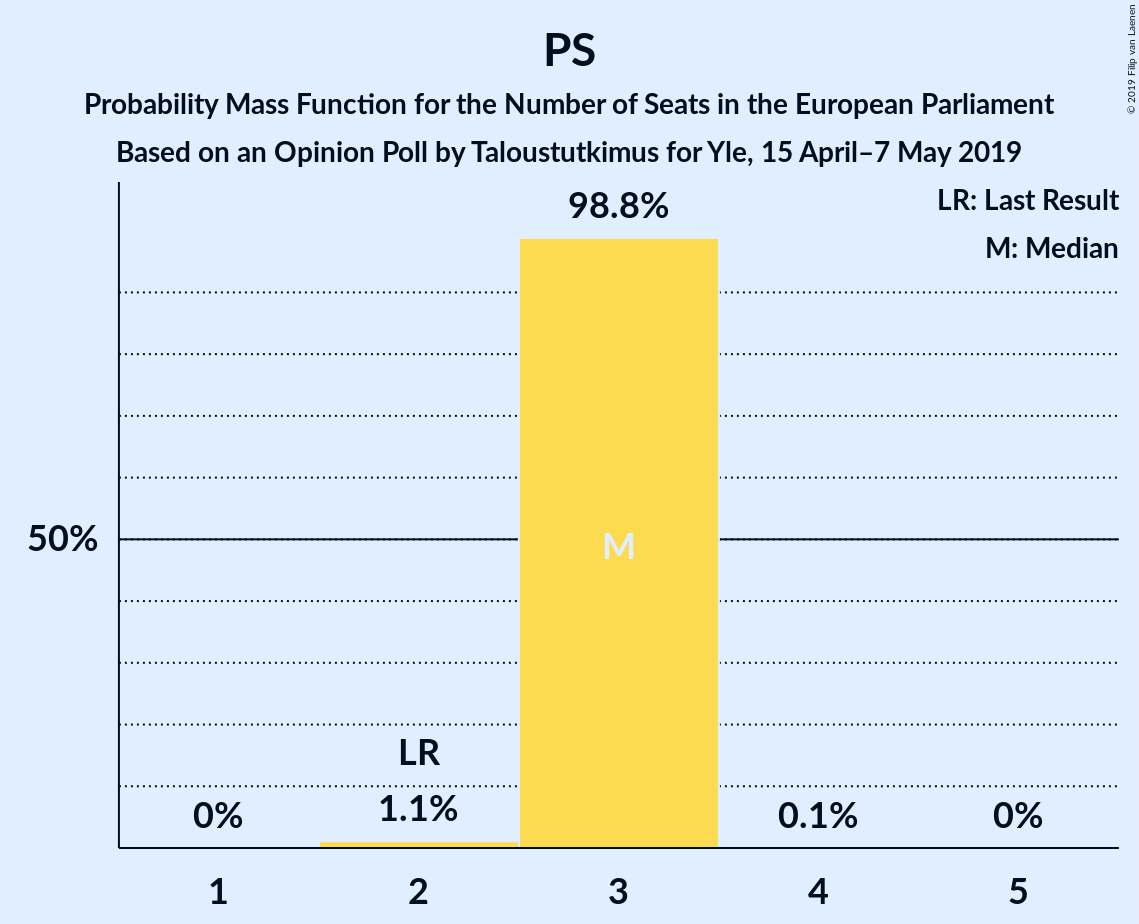 PS
Probability Mass Function for the Number of Seats in the European Parliament
Based on an Opinion Poll by Taloustutkimus for Yle, 15 April–7 May 2019
© 2019 Filip van Laenen
LR: Last Result
M: Median
98.8%
50%
M
LR
0%
1.1%
0.1%
0%
1
2
3
4
5